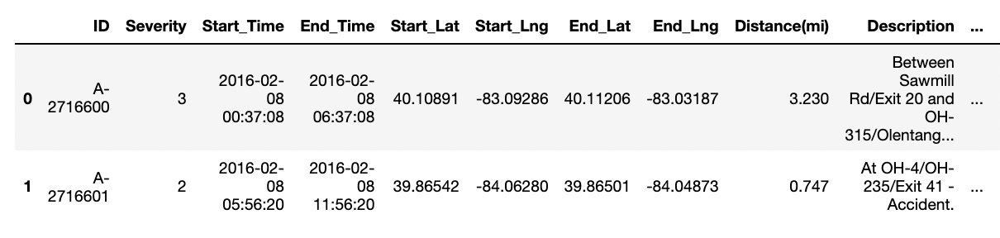 ID Severity Start_Time End_Time Start_Lat Start_Lng End_Lat End_Lng Distance(mi) Description ...
0 A-2716600 3 2016-02-08 00:37:08 2016-02-08 06:37:08 40.10891 -83.09286 40.11206 -83.03187 3.230 Between Sawmill Rd/Exit 20 and OH-315/Olentang... ...
1 A-2716601 2 2016-02-08 05:56:20 2016-02-08 11:56:20 39.86542 -84.06280 39.86501 -84.04873 0.747 At OH-4/OH-235/Exit 41 - Accident. ...